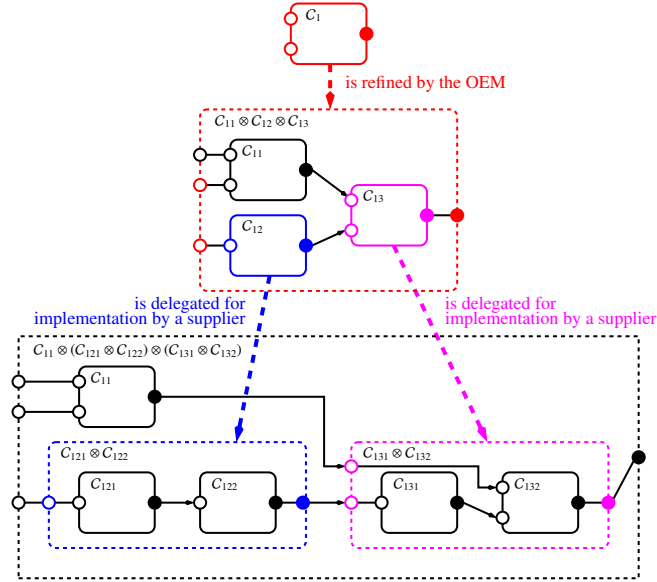 C₁
is refined by the OEM
C₁₁ ⊗ C₁₂ ⊗ C₁₃
C₁₁
C₁₃
C₁₂
is delegated for
implementation by a supplier
is delegated for
implementation by a supplier
C₁₁ ⊗ (C₁₂₁ ⊗ C₁₂₂) ⊗ (C₁₃₁ ⊗ C₁₃₂)
C₁₁
C₁₂₁ ⊗ C₁₂₂
C₁₃₁ ⊗ C₁₃₂
C₁₂₁
C₁₂₂
C₁₃₁
C₁₃₂